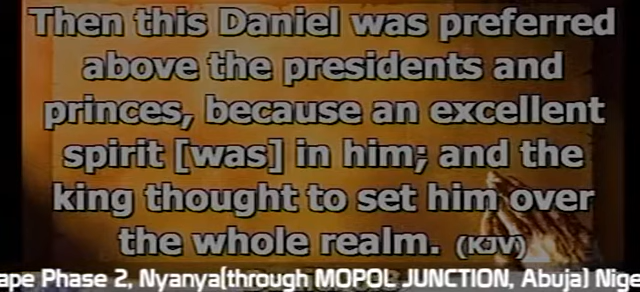 Then this Daniel was preferred
above the presidents and
princes, because an excellent
spirit [was] in him; and the
king thought to set him over
the whole realm. (KJV)
ape Phase 2, Nyanya(through MOPOL JUNCTION, Abuja) Nige